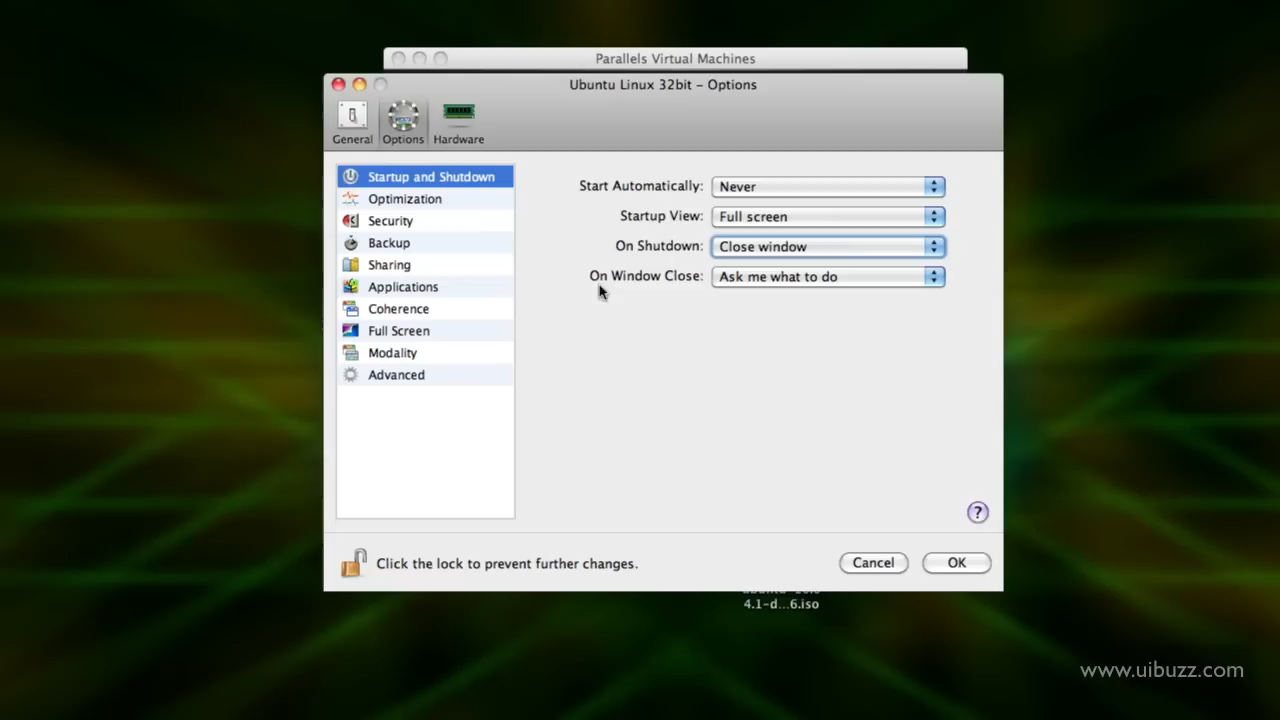 Parallels Virtual Machines
Ubuntu Linux 32bit – Options
General
Options
Hardware
Startup and Shutdown
Optimization
Security
Backup
Sharing
Applications
Coherence
Full Screen
Modality
Advanced
Start Automatically: Never
Startup View: Full screen
On Shutdown: Close window
On Window Close: Ask me what to do
?
Click the lock to prevent further changes.
Cancel
OK
4.1-d...6.iso
www.uibuzz.com